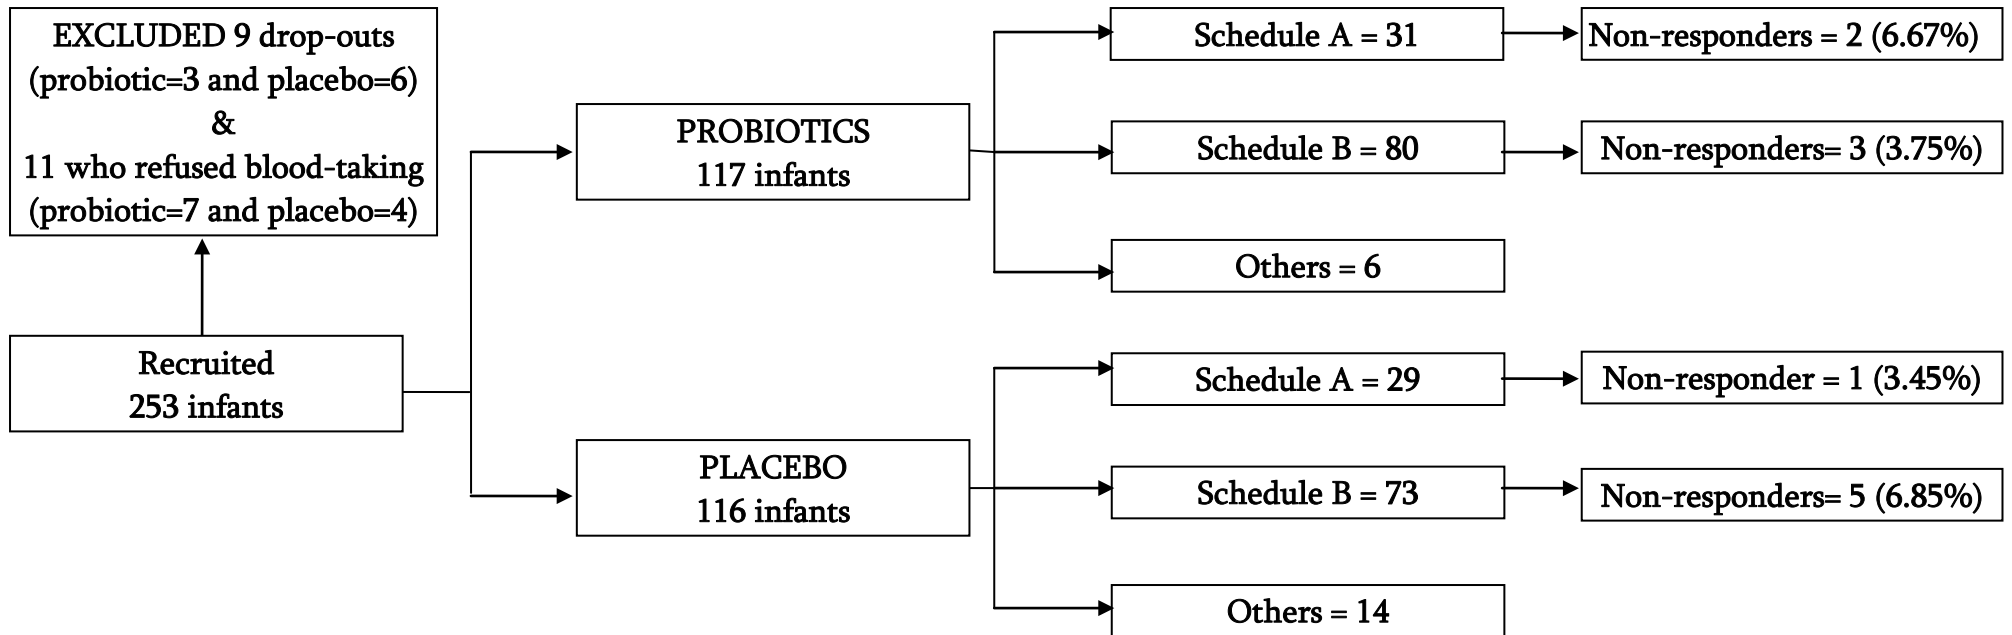 EXCLUDED 9 drop-outs
(probiotic=3 and placebo=6)
&
11 who refused blood-taking
(probiotic=7 and placebo=4)
Recruited
253 infants
PROBIOTICS
117 infants
Schedule A = 31
Non-responders = 2 (6.67%)
Schedule B = 80
Non-responders= 3 (3.75%)
Others = 6
PLACEBO
116 infants
Schedule A = 29
Non-responder = 1 (3.45%)
Schedule B = 73
Non-responders= 5 (6.85%)
Others = 14